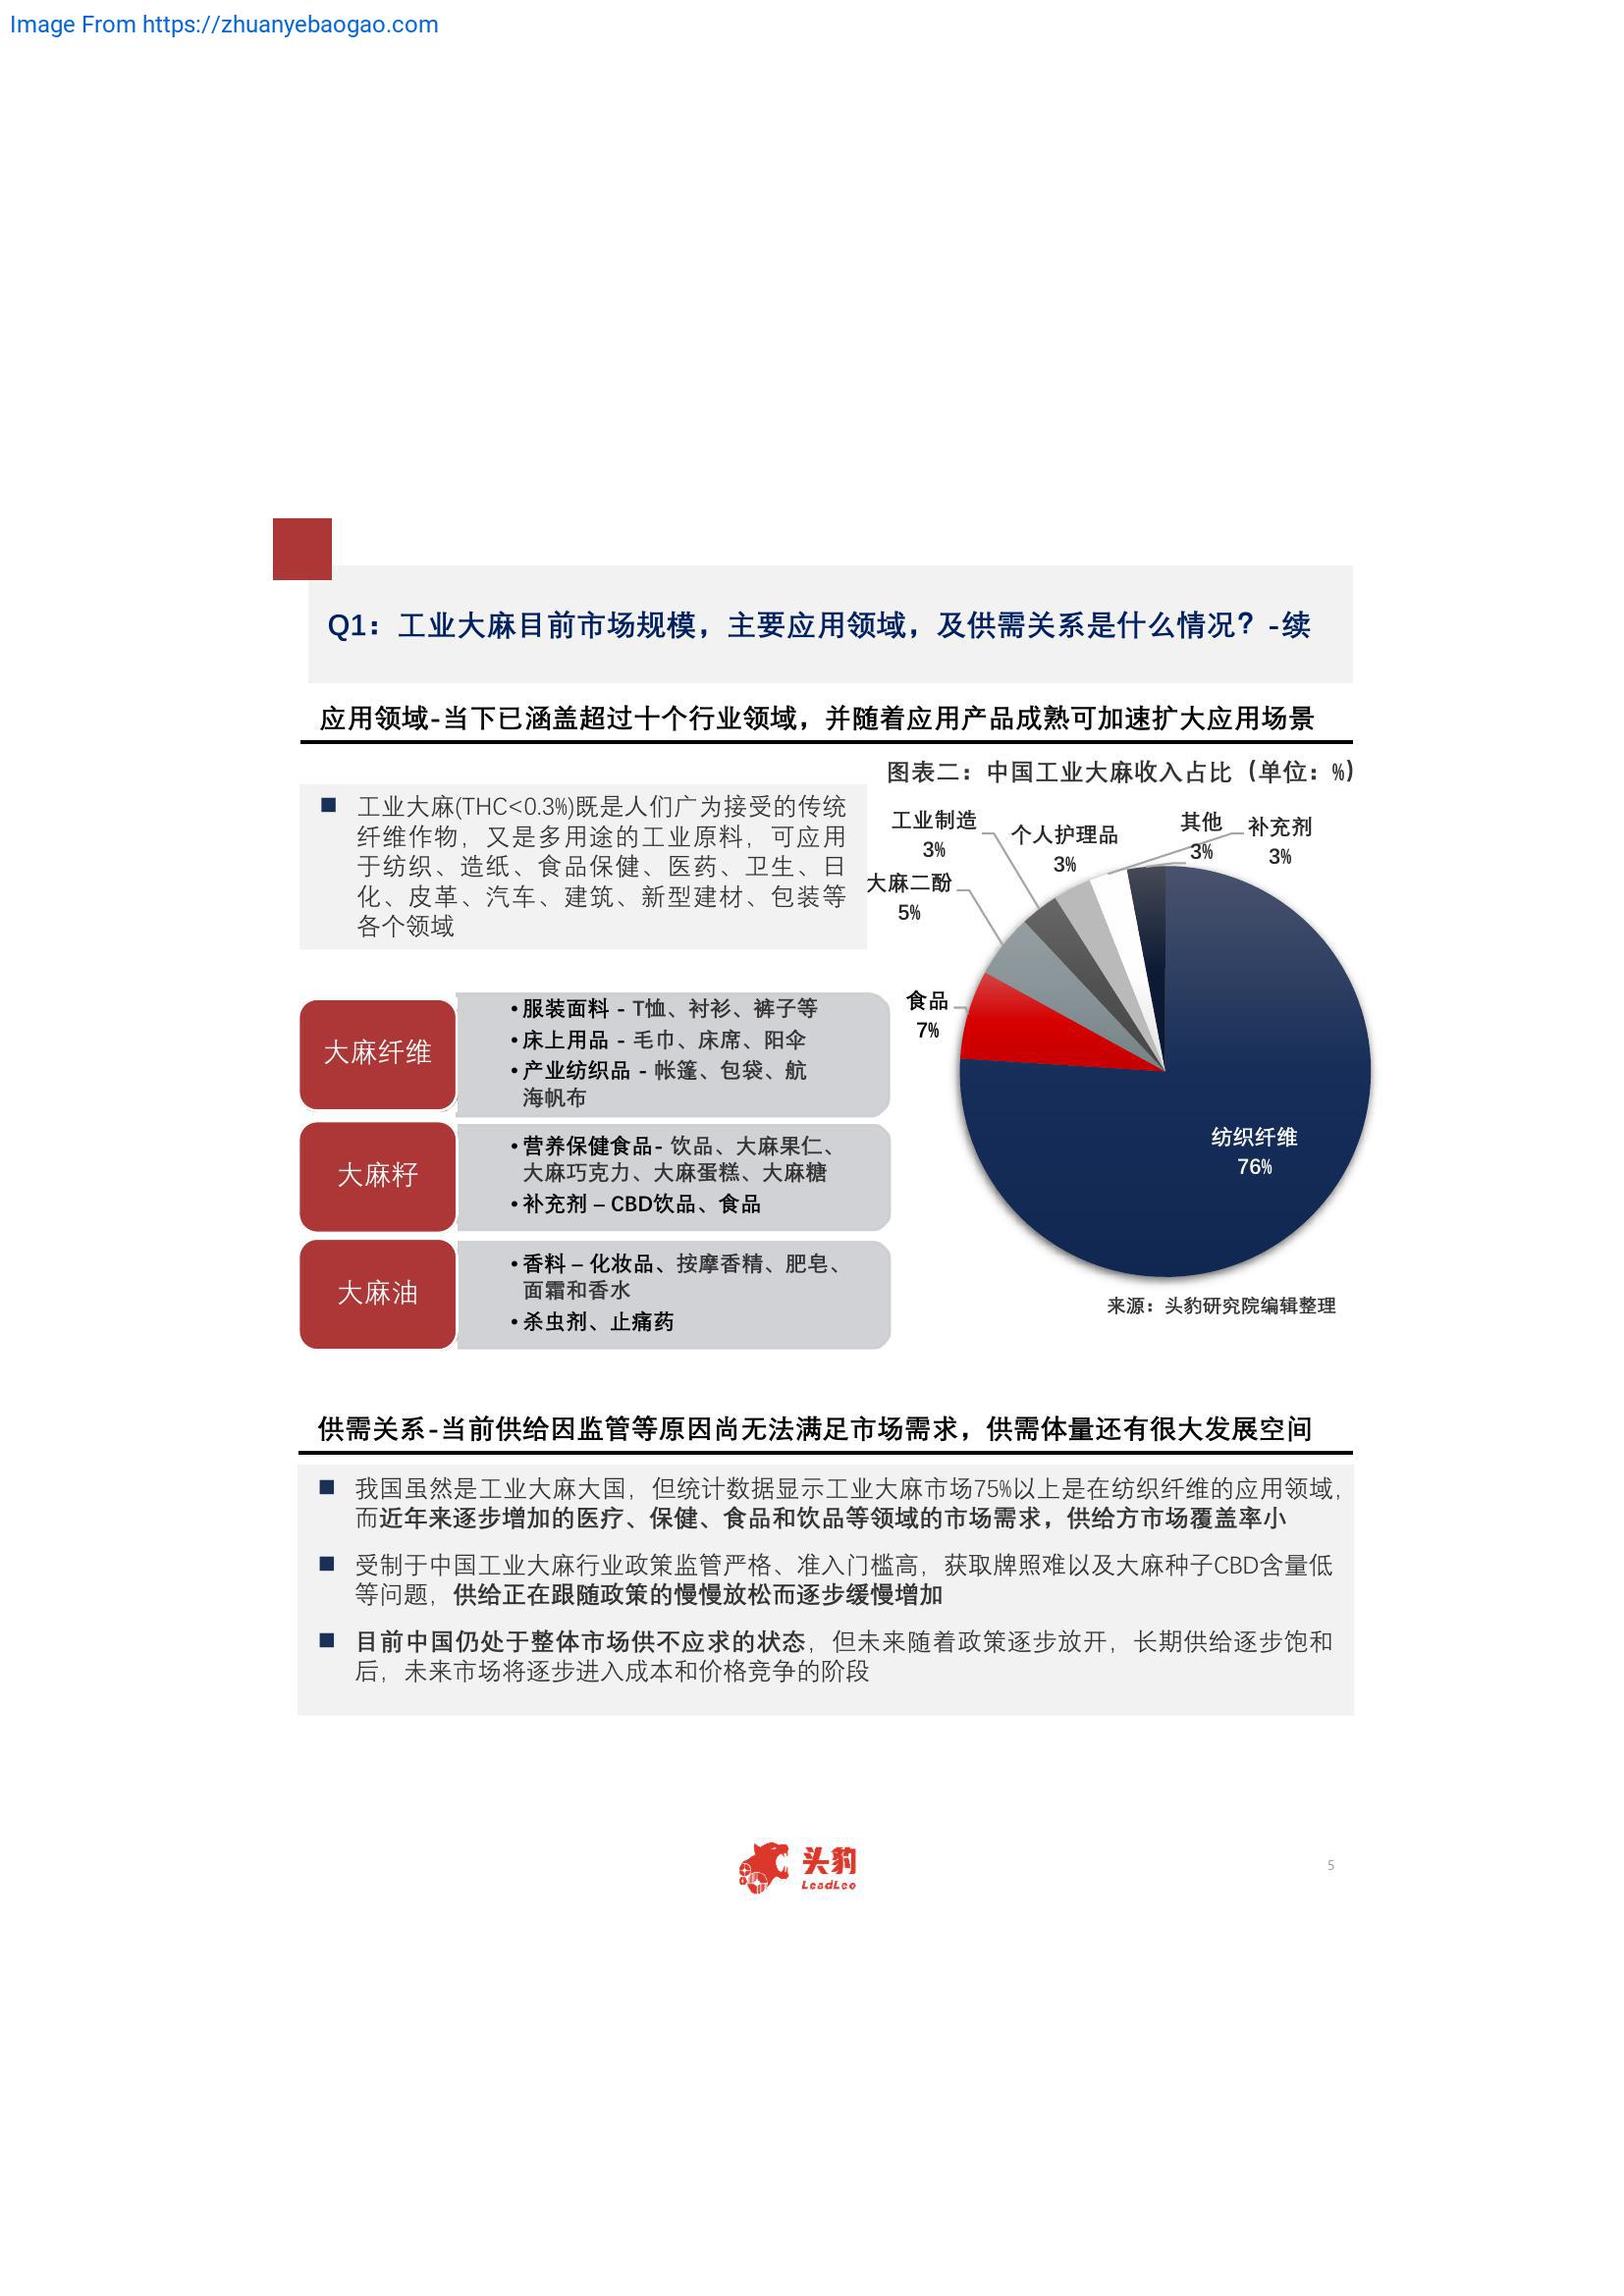 Image From https://zhuanyebaogao.com
Q1：工业大麻目前市场规模，主要应用领域，及供需关系是什么情况？-续
应用领域-当下已涵盖超过十个行业领域，并随着应用产品成熟可加速扩大应用场景
工业大麻(THC<0.3%)既是人们广为接受的传统
纤维作物，又是多用途的工业原料，可应用
于纺织、造纸、食品保健、医药、卫生、日
化、皮革、汽车、建筑、新型建材、包装等
各个领域
大麻纤维
•服装面料 - T恤、衬衫、裤子等
•床上用品 - 毛巾、床席、阳伞
•产业纺织品 - 帐篷、包袋、航
海帆布
大麻籽
•营养保健食品- 饮品、大麻果仁、
大麻巧克力、大麻蛋糕、大麻糖
•补充剂 – CBD饮品、食品
大麻油
•香料 – 化妆品、按摩香精、肥皂、
面霜和香水
•杀虫剂、止痛药
图表二：中国工业大麻收入占比（单位：%）
工业制造
3%
个人护理品
3%
其他
3%
补充剂
3%
大麻二酚
5%
食品
7%
纺织纤维
76%
来源：头豹研究院编辑整理
供需关系-当前供给因监管等原因尚无法满足市场需求，供需体量还有很大发展空间
我国虽然是工业大麻大国，但统计数据显示工业大麻市场75%以上是在纺织纤维的应用领域，
而近年来逐步增加的医疗、保健、食品和饮品等领域的市场需求，供给方市场覆盖率小
受制于中国工业大麻行业政策监管严格、准入门槛高，获取牌照难以及大麻种子CBD含量低
等问题，供给正在跟随政策的慢慢放松而逐步缓慢增加
目前中国仍处于整体市场供不应求的状态，但未来随着政策逐步放开，长期供给逐步饱和
后，未来市场将逐步进入成本和价格竞争的阶段
头豹
LeadLeo
5